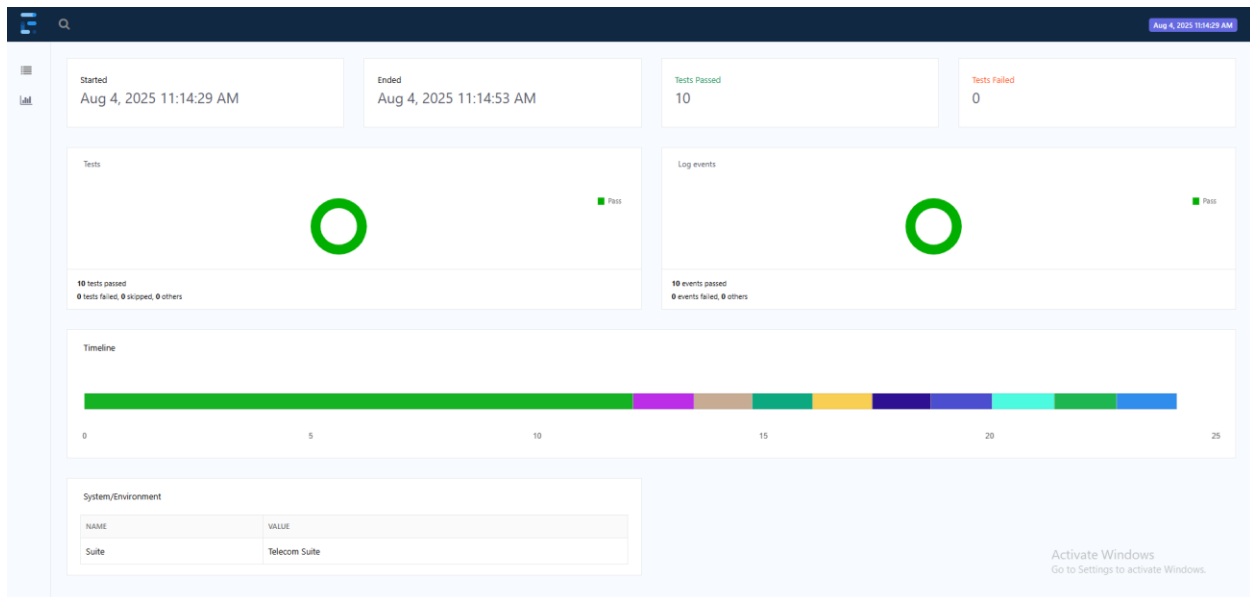 Aug 4, 2025 11:14:29 AM
Started
Aug 4, 2025 11:14:29 AM
Ended
Aug 4, 2025 11:14:53 AM
Tests Passed
10
Tests Failed
0
Tests
Pass
10 tests passed
0 tests failed, 0 skipped, 0 others
Log events
Pass
10 events passed
0 events failed, 0 others
Timeline
0 5 10 15 20 25
System/Environment
NAME VALUE
Suite Telecom Suite
Activate Windows
Go to Settings to activate Windows.